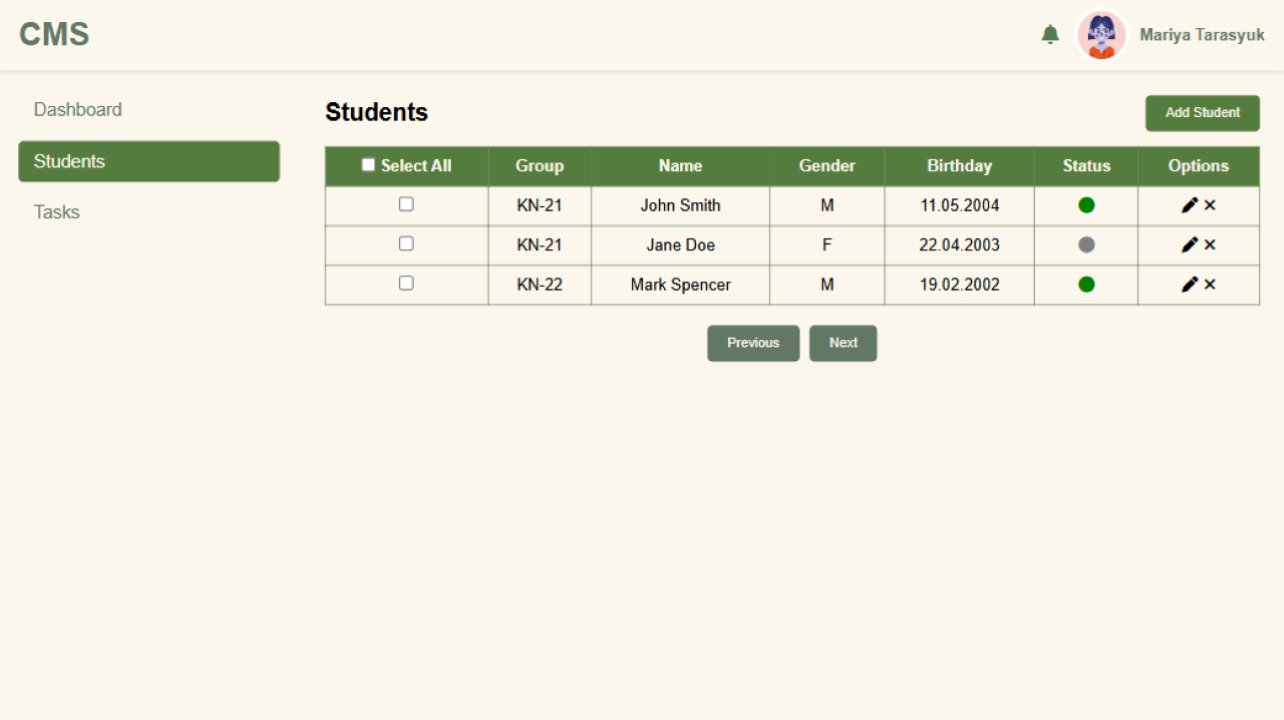 CMS
Mariya Tarasyuk
Dashboard
Students
Tasks
Students
Add Student
Select All Group Name Gender Birthday Status Options
KN-21 John Smith M 11.05.2004
KN-21 Jane Doe F 22.04.2003
KN-22 Mark Spencer M 19.02.2002
Previous Next